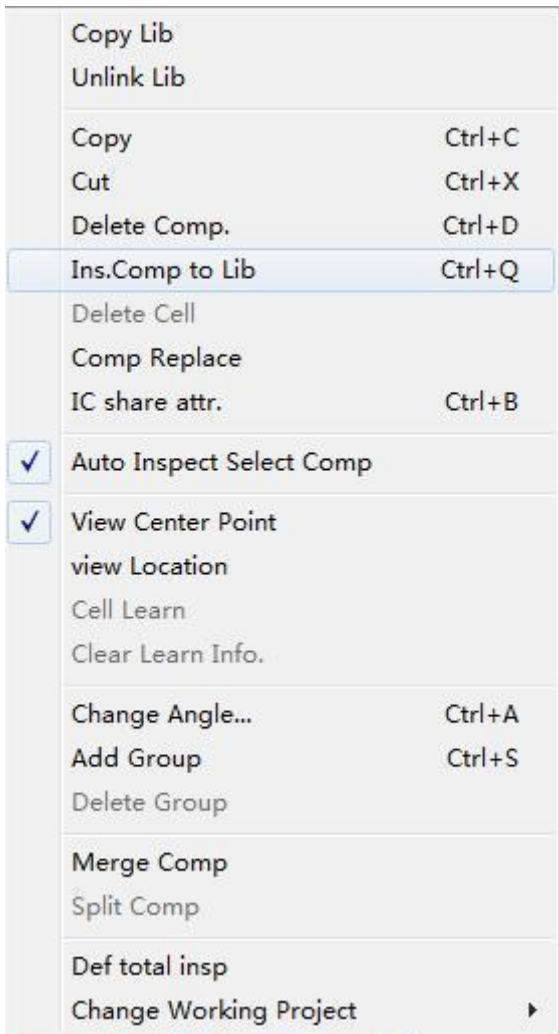 Copy Lib
Unlink Lib
Copy Ctrl+C
Cut Ctrl+X
Delete Comp. Ctrl+D
Ins.Comp to Lib Ctrl+Q
Delete Cell
Comp Replace
IC share attr. Ctrl+B
Auto Inspect Select Comp
View Center Point
view Location
Cell Learn
Clear Learn Info.
Change Angle... Ctrl+A
Add Group Ctrl+S
Delete Group
Merge Comp
Split Comp
Def total insp
Change Working Project